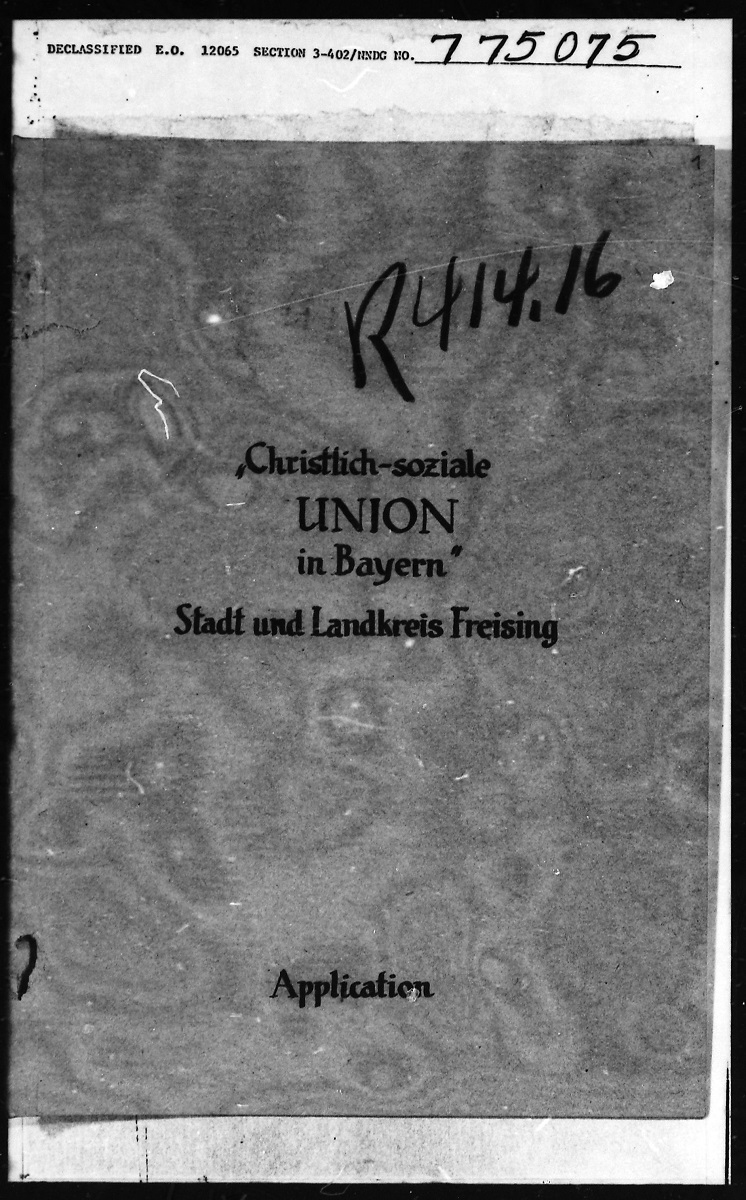 DECLASSIFIED E.O. 12065 SECTION 3-402/NNDG NO. 775075
1
R414.16
„Christlich-soziale
UNION
in Bayern"
Stadt und Landkreis Freising
Application